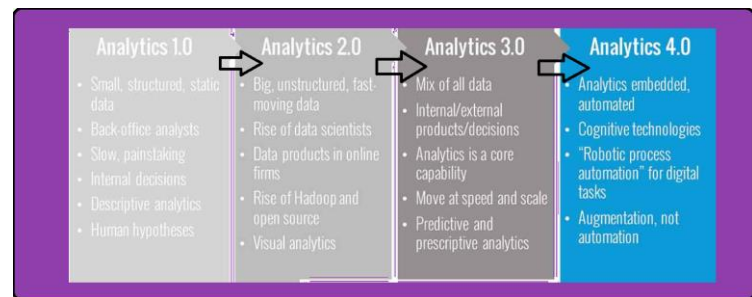 Analytics 1.0
• Small, structured, static
data
• Back-office analysts
• Slow, painstaking
• Internal decisions
• Descriptive analytics
• Human hypotheses
Analytics 2.0
• Big, unstructured, fast-
moving data
• Rise of data scientists
• Data products in online
firms
• Rise of Hadoop and
open source
• Visual analytics
Analytics 3.0
• Mix of all data
• Internal/external
products/decisions
• Analytics is a core
capability
• Move at speed and scale
• Predictive and
prescriptive analytics
Analytics 4.0
• Analytics embedded,
automated
• Cognitive technologies
• “Robotic process
automation” for digital
tasks
• Augmentation, not
automation